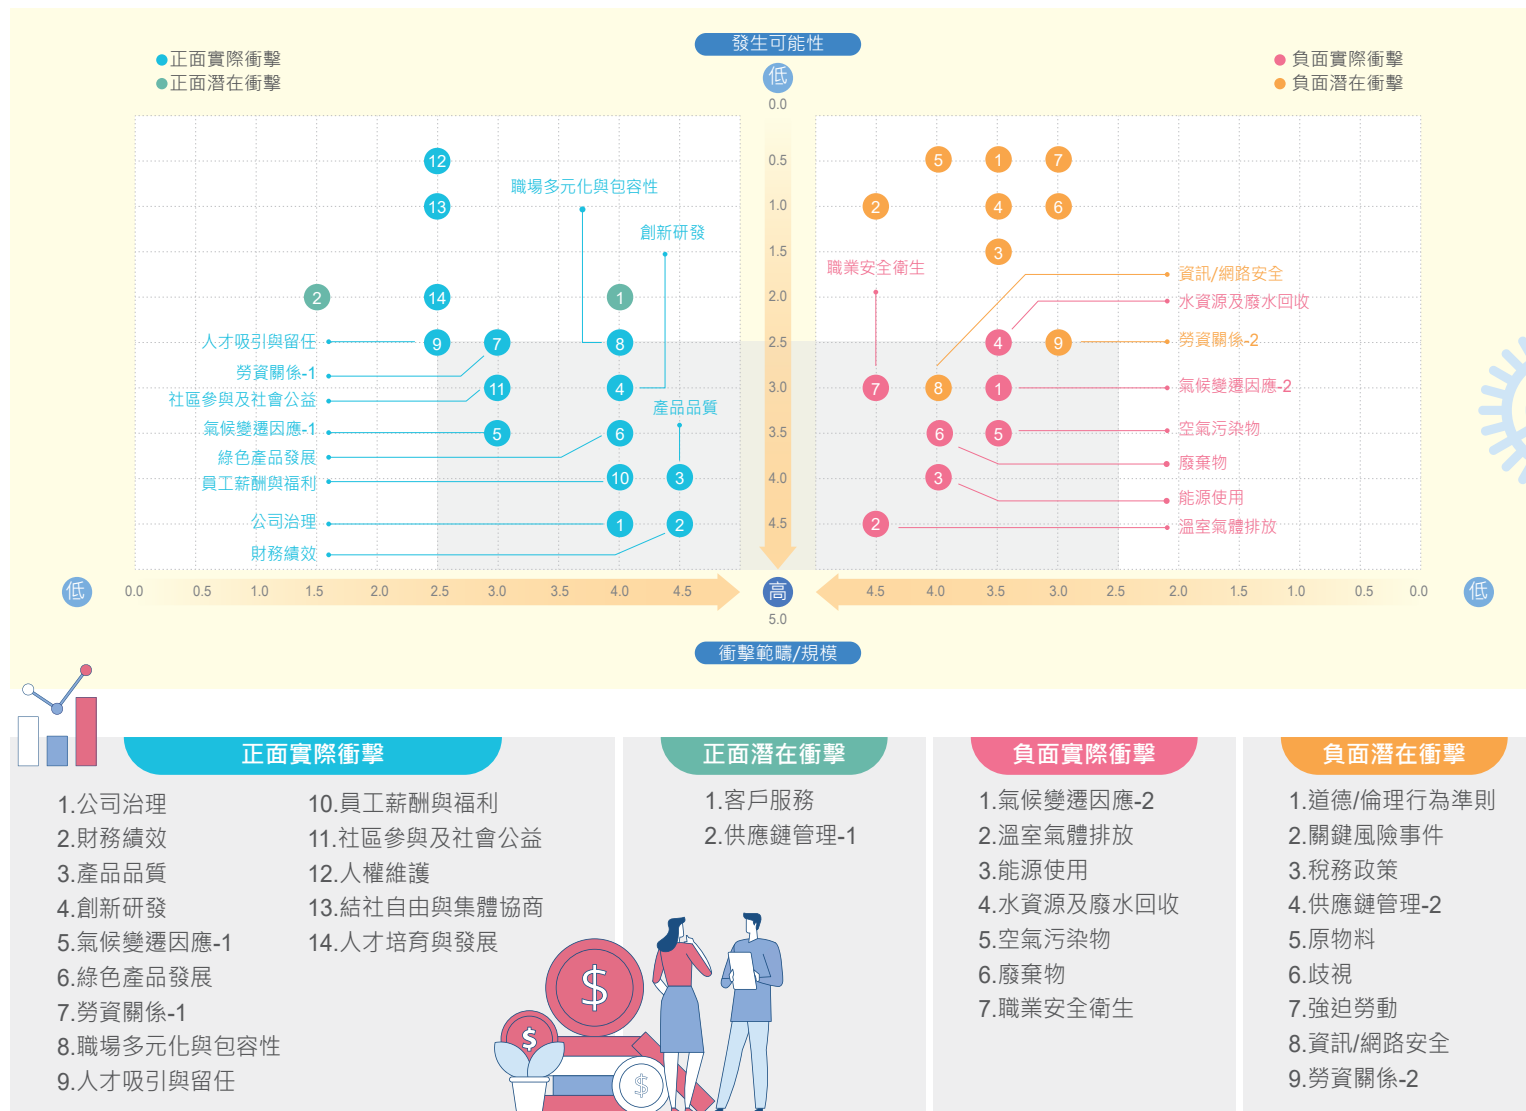 發生可能性
低
0.0
正面實際衝擊
正面潛在衝擊
負面實際衝擊
負面潛在衝擊
12
0.5
5
1
7
職場多元化與包容性
13
1.0
2
4
6
創新研發
1.5
3
職業安全衛生
資訊/網路安全
2
14
1
2.0
水資源及廢水回收
人才吸引與留任
9
7
8
2.5
4
9
勞資關係-2
勞資關係-1
社區參與及社會公益
11
4
3.0
7
8
1
氣候變遷因應-2
產品品質
氣候變遷因應-1
5
6
3.5
6
5
空氣污染物
綠色產品發展
廢棄物
員工薪酬與福利
10
3
4.0
3
能源使用
公司治理
1
2
4.5
2
溫室氣體排放
財務績效
低
0.0
0.5
1.0
1.5
2.0
2.5
3.0
3.5
4.0
4.5
高
4.5
4.0
3.5
3.0
2.5
2.0
1.5
1.0
0.5
0.0
低
5.0
衝擊範疇/規模
正面實際衝擊
1.公司治理
2.財務績效
3.產品品質
4.創新研發
5.氣候變遷因應-1
6.綠色產品發展
7.勞資關係-1
8.職場多元化與包容性
9.人才吸引與留任
10.員工薪酬與福利
11.社區參與及社會公益
12.人權維護
13.結社自由與集體協商
14.人才培育與發展
正面潛在衝擊
1.客戶服務
2.供應鏈管理-1
負面實際衝擊
1.氣候變遷因應-2
2.溫室氣體排放
3.能源使用
4.水資源及廢水回收
5.空氣污染物
6.廢棄物
7.職業安全衛生
負面潛在衝擊
1.道德/倫理行為準則
2.關鍵風險事件
3.稅務政策
4.供應鏈管理-2
5.原物料
6.歧視
7.強迫勞動
8.資訊/網路安全
9.勞資關係-2
$
$
$